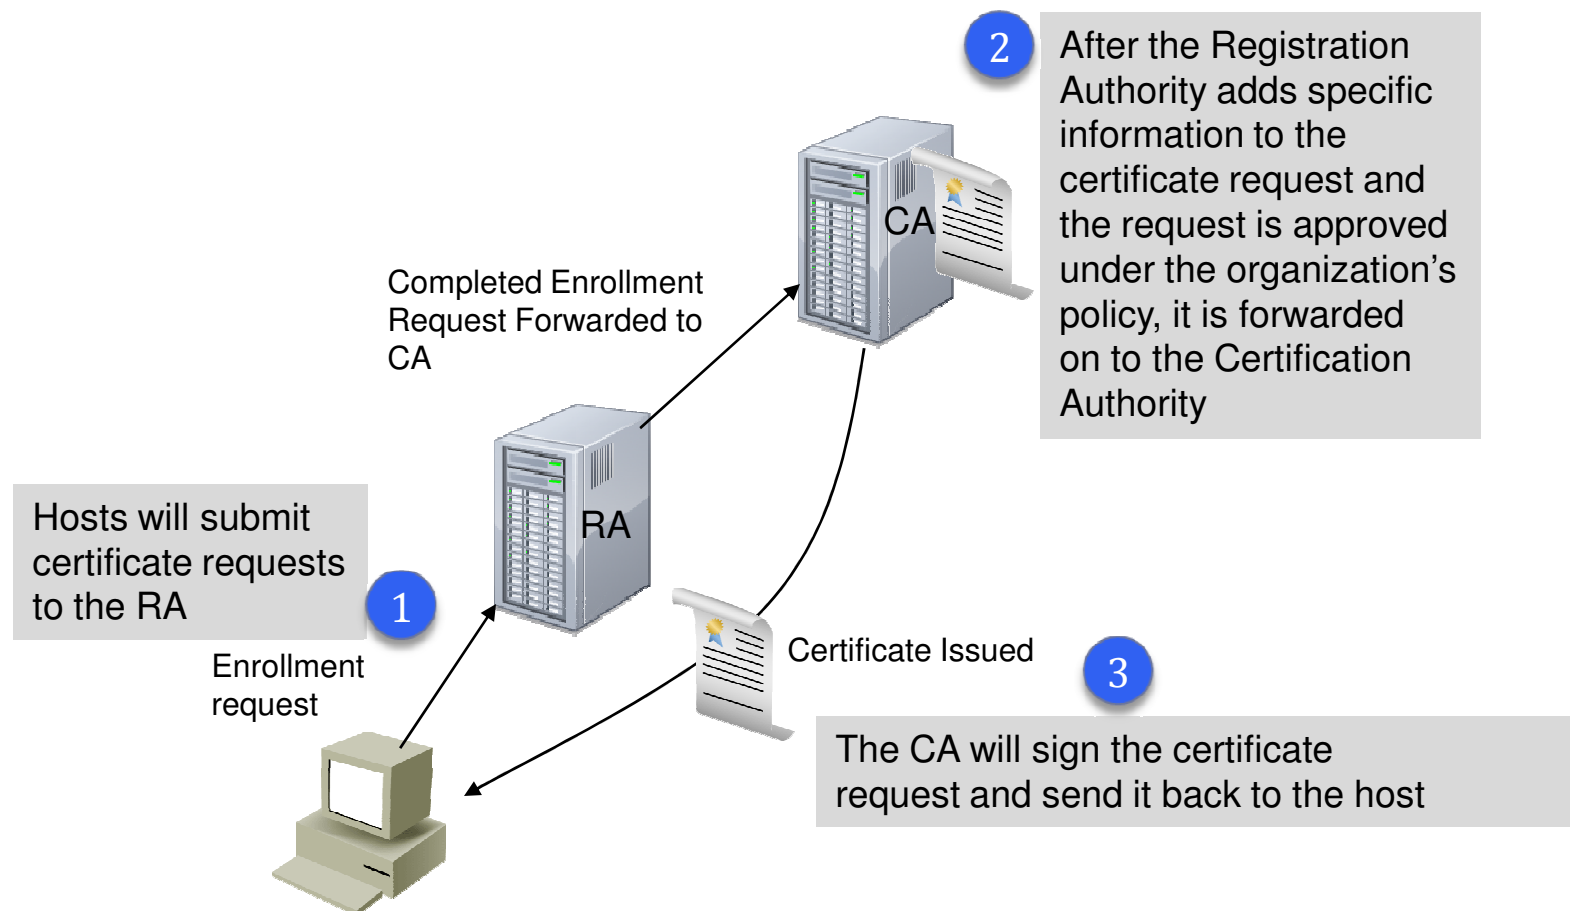 2
After the Registration
Authority adds specific
information to the
certificate request and
the request is approved
under the organization’s
policy, it is forwarded
on to the Certification
Authority
CA
Completed Enrollment
Request Forwarded to
CA
RA
Hosts will submit
certificate requests
to the RA
1
Enrollment
request
Certificate Issued
3
The CA will sign the certificate
request and send it back to the host